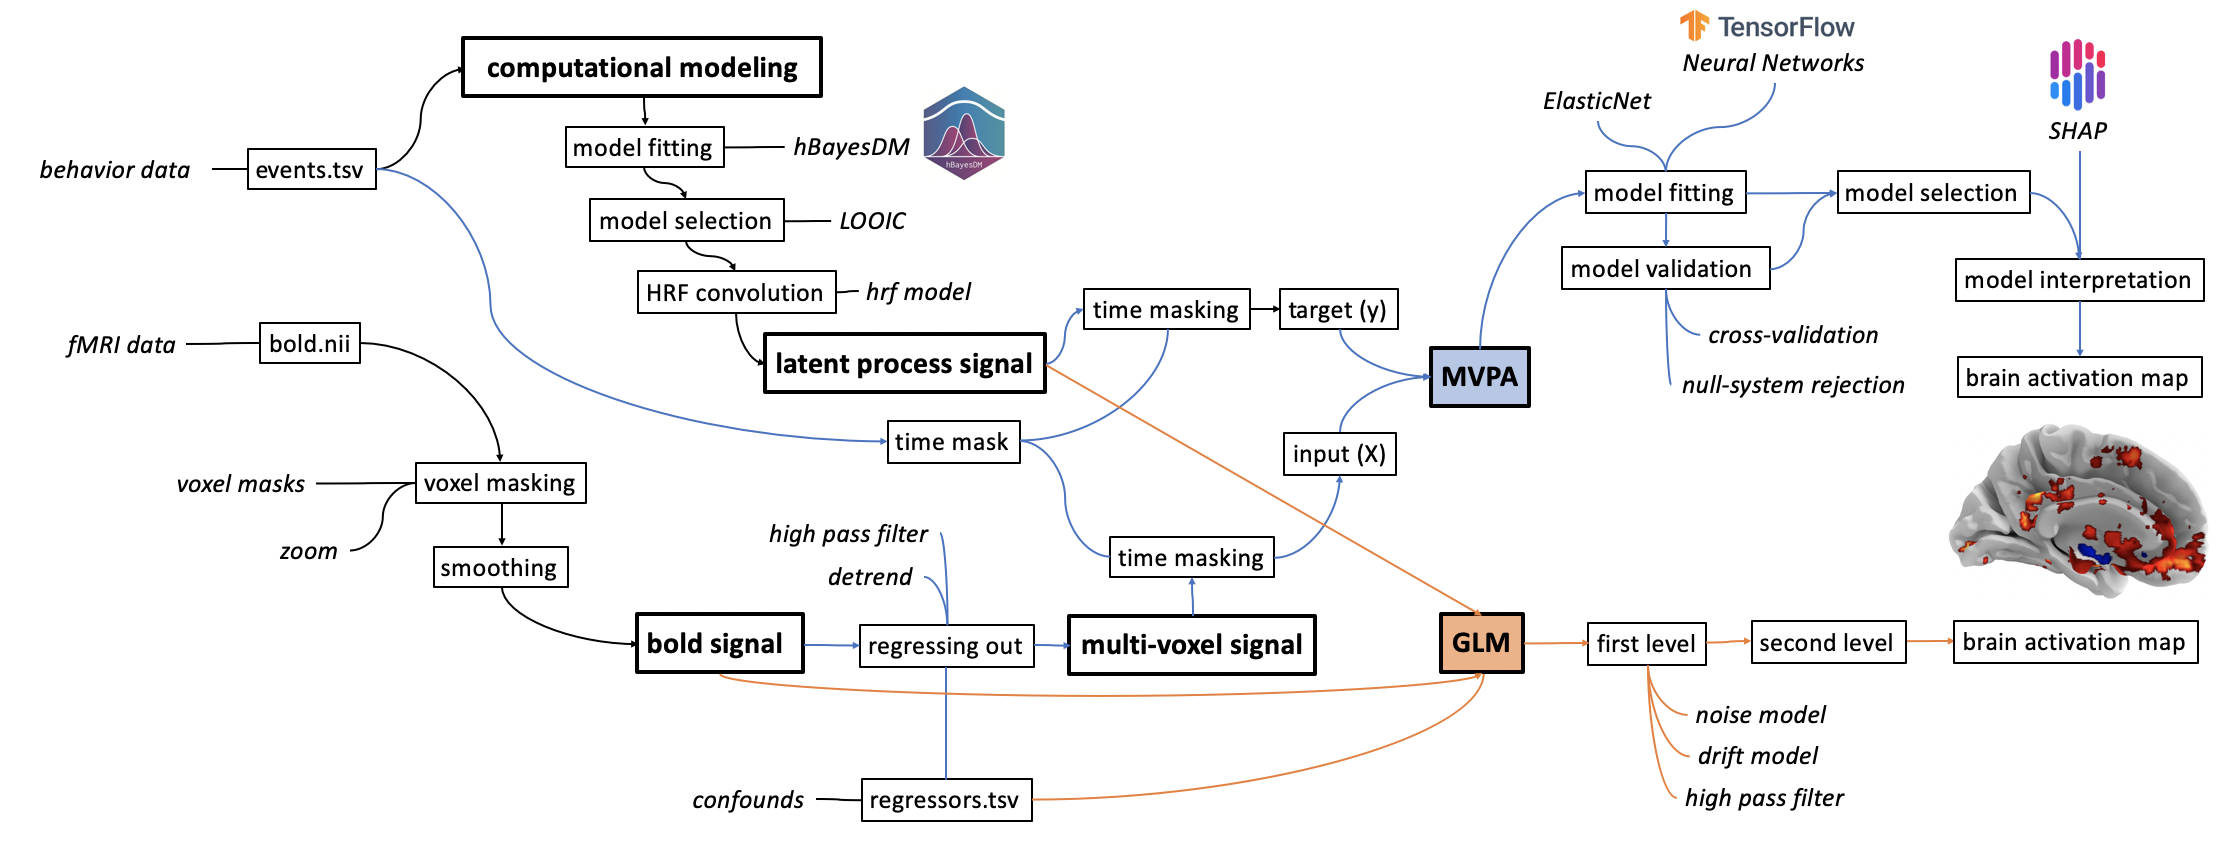 computational modeling
model fitting
hBayesDM
hBayesDM
model selection
LOOIC
HRF convolution
hrf model
latent process signal
behavior data
events.tsv
fMRI data
bold.nii
voxel masks
voxel masking
zoom
smoothing
bold signal
high pass filter
detrend
regressing out
multi-voxel signal
confounds
regressors.tsv
time mask
time masking
target (y)
time masking
input (X)
MVPA
TensorFlow
Neural Networks
ElasticNet
model fitting
model selection
model validation
cross-validation
null-system rejection
SHAP
model interpretation
brain activation map
GLM
first level
second level
brain activation map
noise model
drift model
high pass filter